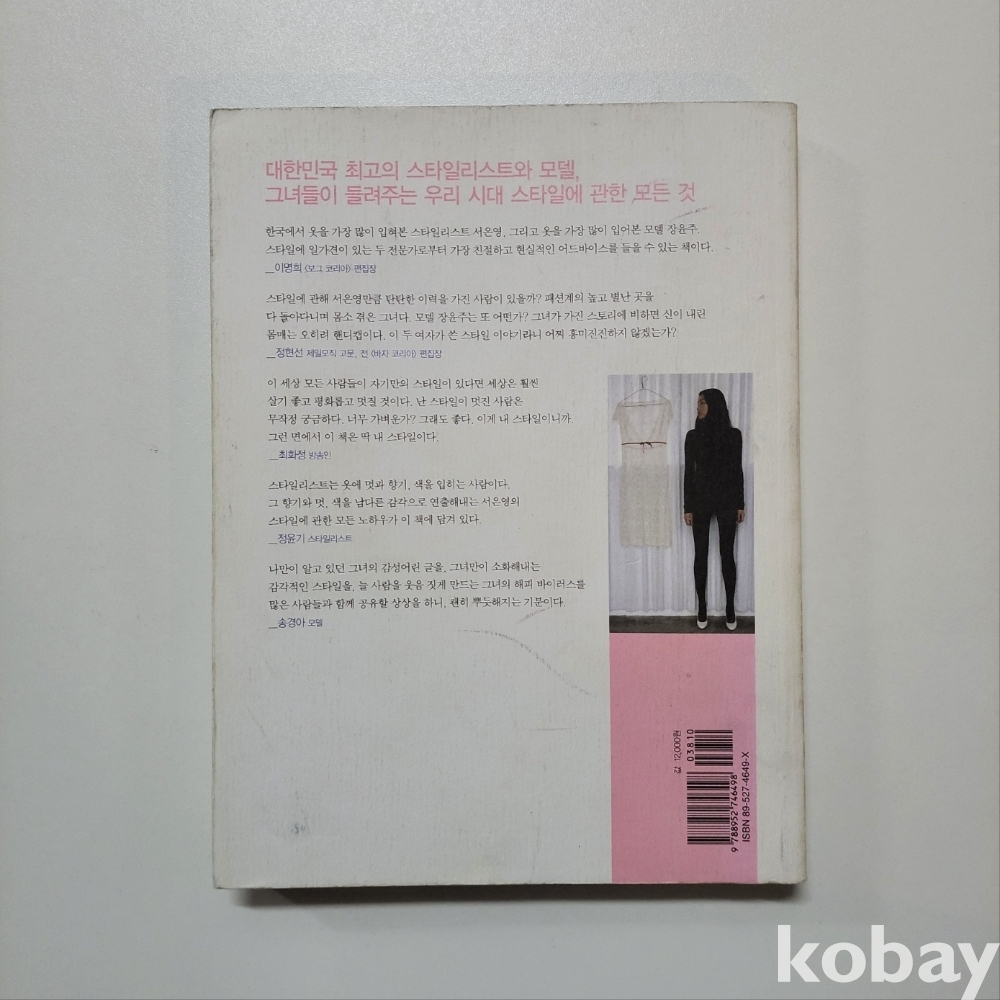 대한민국 최고의 스타일리스트와 모델,
그녀들이 들려주는 우리 시대 스타일에 관한 모든 것
한국에서 옷을 가장 많이 입혀본 스타일리스트 서은영, 그리고 옷을 가장 많이 입어본 모델 장윤주.
스타일에 일가견이 있는 두 전문가로부터 가장 친절하고 현실적인 어드바이스를 들을 수 있는 책이다.
_이명희 〈보그 코리아〉 편집장
스타일에 관해 서은영만큼 탄탄한 이력을 가진 사람이 있을까? 패션계의 높고 별난 곳을
다 돌아다니며 몸소 겪은 그녀다. 모델 장윤주는 또 어떤가? 그녀가 가진 스토리에 비하면 신이 내린
몸매는 오히려 핸디캡이다. 이 두 여자가 쓴 스타일 이야기라니 어찌 흥미진진하지 않겠는가?
_정현선 제일모직 고문, 전 〈바자 코리아〉 편집장
이 세상 모든 사람들이 자기만의 스타일이 있다면 세상은 훨씬
살기 좋고 평화롭고 멋질 것이다. 난 스타일이 멋진 사람은
무작정 궁금하다. 너무 가벼운가? 그래도 좋다. 이게 내 스타일이니까.
그런 면에서 이 책은 딱 내 스타일이다.
_최화정 방송인
스타일리스트는 옷에 멋과 향기, 색을 입히는 사람이다.
그 향기와 멋, 색을 남다른 감각으로 연출해내는 서은영의
스타일에 관한 모든 노하우가 이 책에 담겨 있다.
_정윤기 스타일리스트
나만이 알고 있던 그녀의 감성어린 글을, 그녀만이 소화해내는
감각적인 스타일을, 늘 사람을 웃음 짓게 만드는 그녀의 해피 바이러스를
많은 사람들과 함께 공유할 상상을 하니, 괜히 뿌듯해지는 기분이다.
_송경아 모델
값 12,000원
03810
9 788952 746498
ISBN 89-527-4649-X
kobay